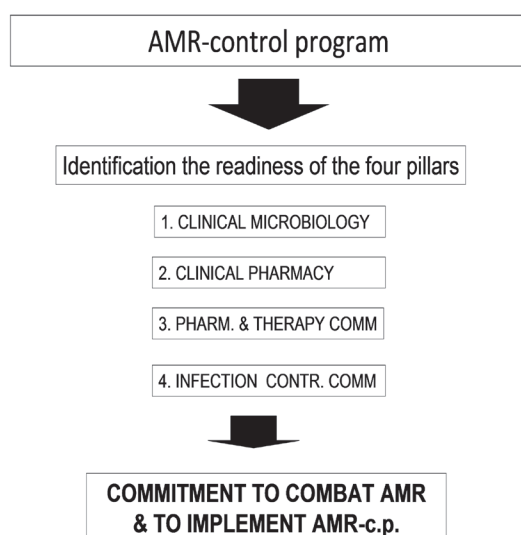 AMR-control program
Identification the readiness of the four pillars
1. CLINICAL MICROBIOLOGY
2. CLINICAL PHARMACY
3. PHARM. & THERAPY COMM
4. INFECTION CONTR. COMM
COMMITMENT TO COMBAT AMR
& TO IMPLEMENT AMR-c.p.